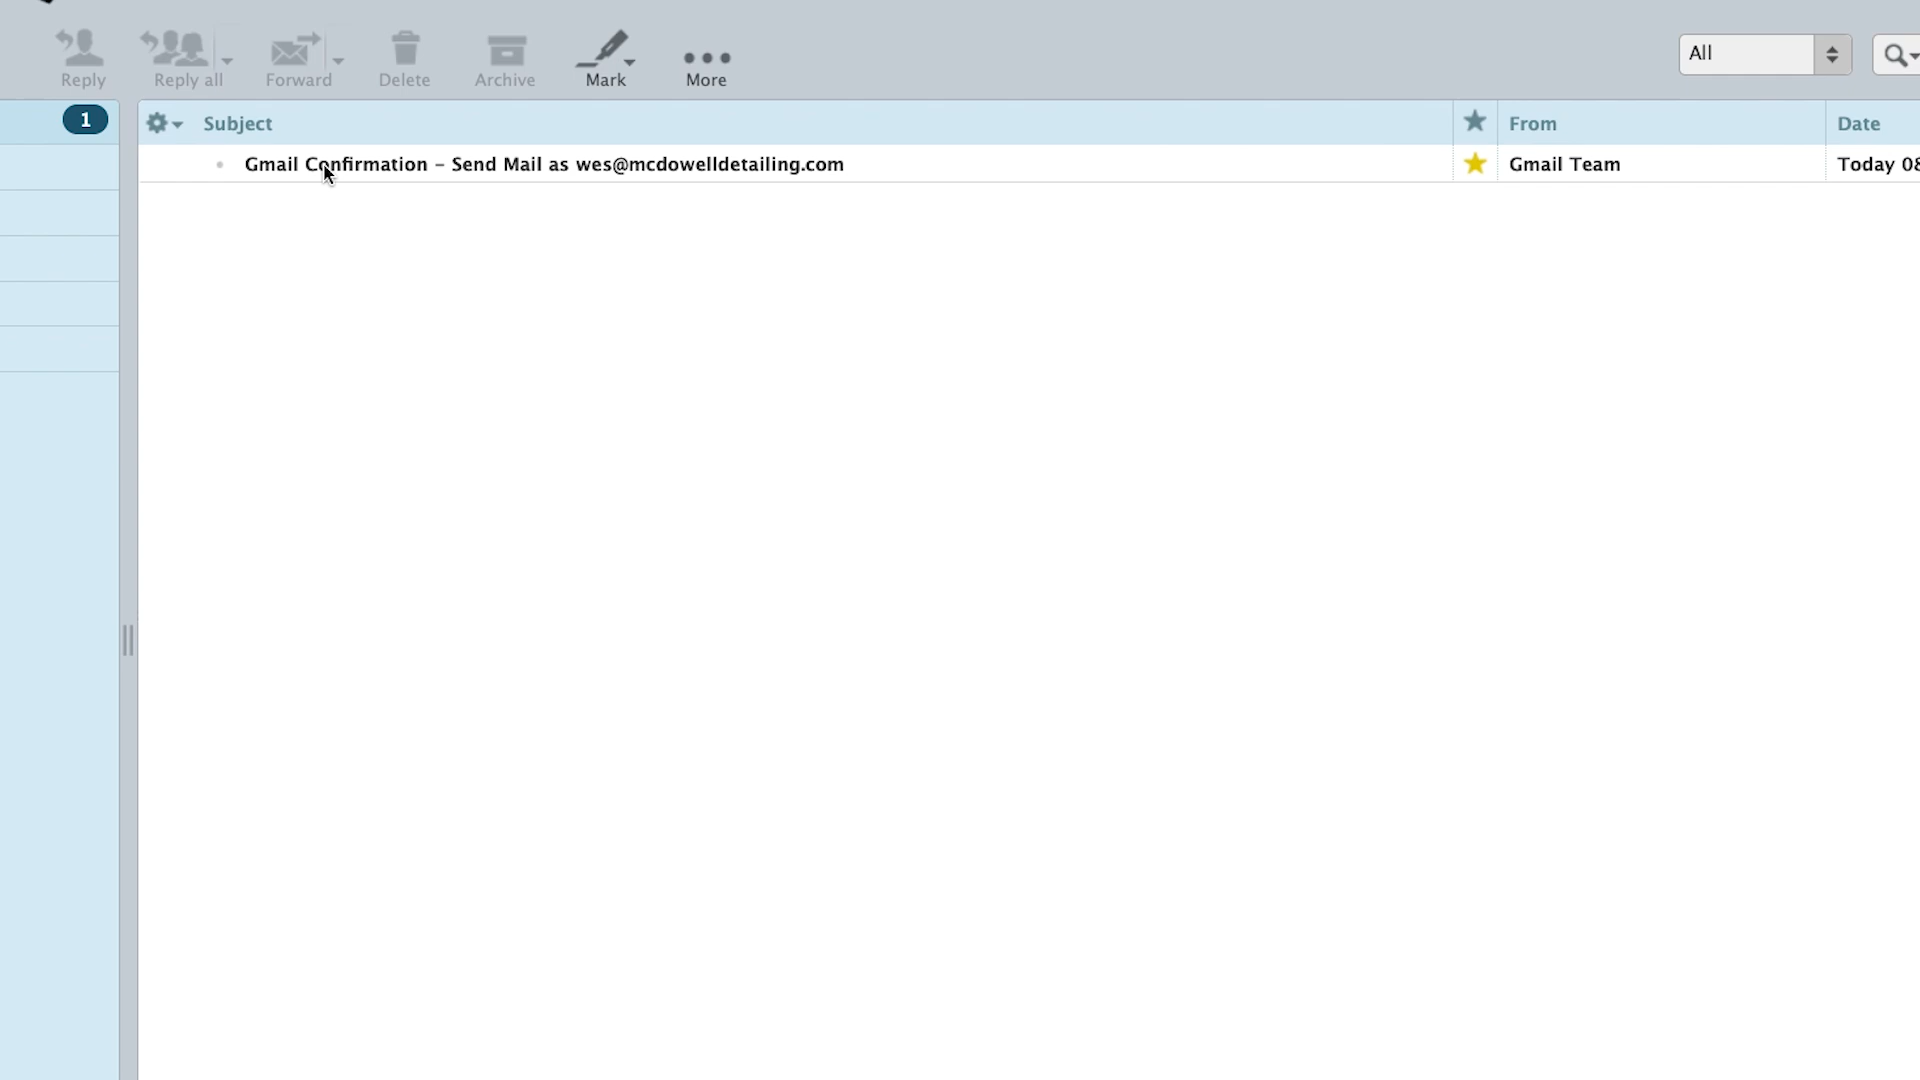 Reply
Reply all
Forward
Delete
Archive
Mark
More
All
1
Subject
From
Date
Gmail Confirmation – Send Mail as wes@mcdowelldetailing.com
Gmail Team
Today 08